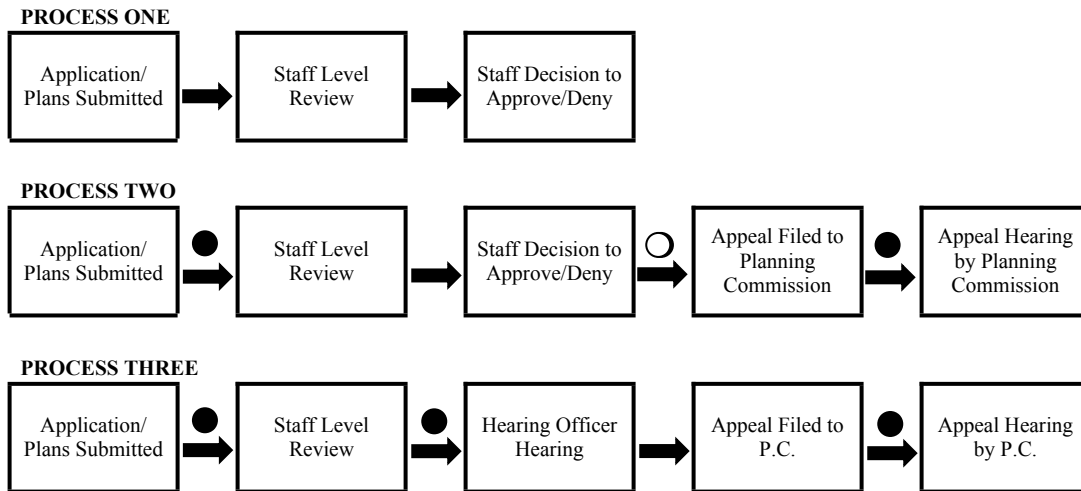 PROCESS ONE
Application/
Plans Submitted
Staff Level
Review
Staff Decision to
Approve/Deny
PROCESS TWO
Application/
Plans Submitted
Staff Level
Review
Staff Decision to
Approve/Deny
Appeal Filed to
Planning
Commission
Appeal Hearing
by Planning
Commission
PROCESS THREE
Application/
Plans Submitted
Staff Level
Review
Hearing Officer
Hearing
Appeal Filed to
P.C.
Appeal Hearing
by P.C.